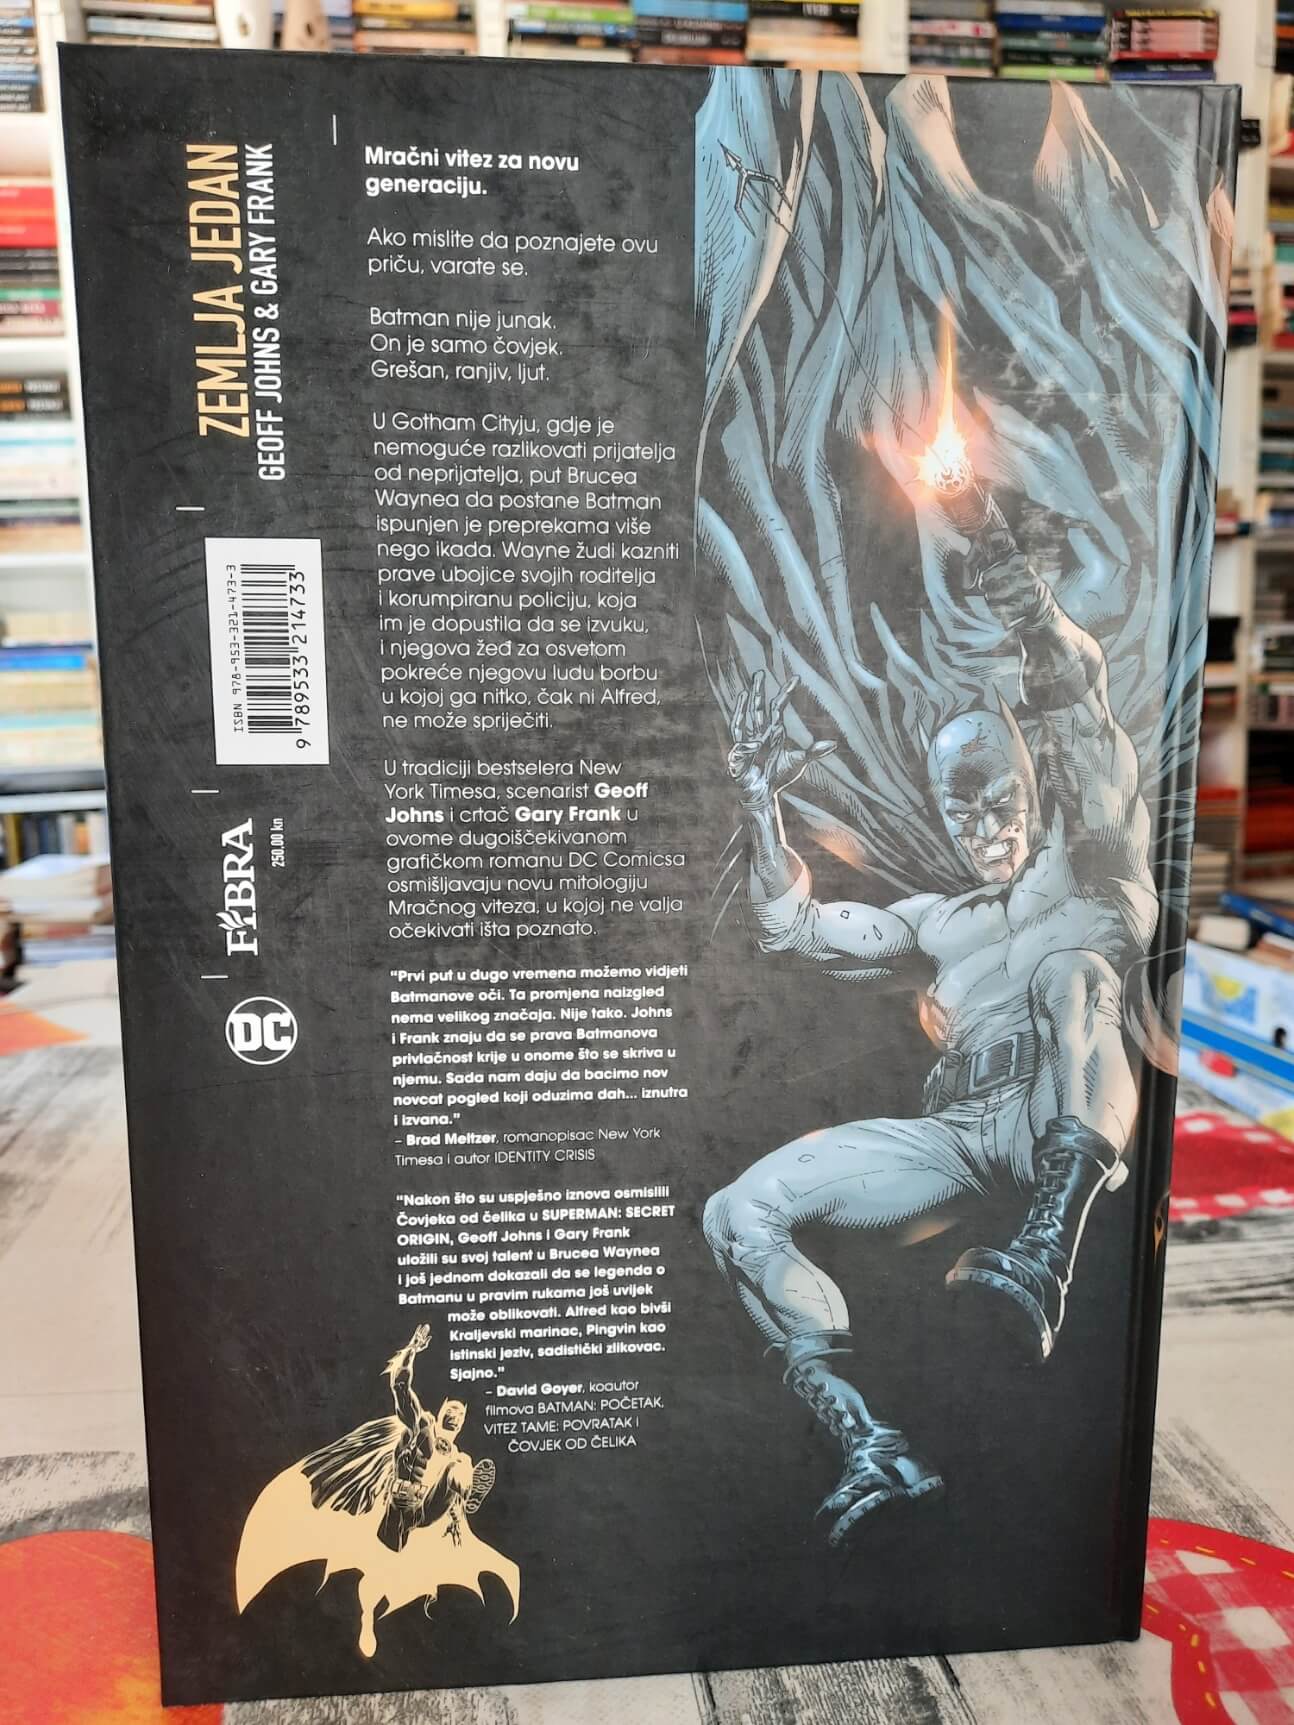 ZEMLJA JEDAN
GEOFF JOHNS & GARY FRANK
ISBN 978-953-321-473-3
9 789533 214733
FIBRA
250,00 kn
DC
Mračni vitez za novu
generaciju.
Ako mislite da poznajete ovu
priču, varate se.
Batman nije junak.
On je samo čovjek.
Grešan, ranjiv, ljut.
U Gotham Cityju, gdje je
nemoguće razlikovati prijatelja
od neprijatelja, put Brucea
Waynea da postane Batman
ispunjen je preprekama više
nego ikada. Wayne žudi kazniti
prave ubojice svojih roditelja
i korumpiranu policiju, koja
im je dopustila da se izvuku,
i njegova žeđ za osvetom
pokreće njegovu ludu borbu
u kojoj ga nitko, čak ni Alfred,
ne može spriječiti.
U tradiciji bestselera New
York Timesa, scenarist Geoff
Johns i crtač Gary Frank u
ovome dugoiščekivanom
grafičkom romanu DC Comicsa
osmišljavaju novu mitologiju
Mračnog viteza, u kojoj ne valja
očekivati išta poznato.
"Prvi put u dugo vremena možemo vidjeti
Batmanove oči. Ta promjena naizgled
nema velikog značaja. Nije tako. Johns
i Frank znaju da se prava Batmanova
privlačnost krije u onome što se skriva u
njemu. Sada nam daju da bacimo nov
novcat pogled koji oduzima dah... iznutra
i izvana."
– Brad Meltzer, romanopisac New York
Timesa i autor IDENTITY CRISIS
"Nakon što su uspješno iznova osmislili
Čovjeka od čelika u SUPERMAN: SECRET
ORIGIN, Geoff Johns i Gary Frank
uložili su svoj talent u Brucea Waynea
i još jednom dokazali da se legenda o
Batmanu u pravim rukama još uvijek
može oblikovati. Alfred kao bivši
Kraljevski marinac, Pingvin kao
istinski jeziv, sadistički zlikovac.
Sjajno."
– David Goyer, koautor
filmova BATMAN: POČETAK,
VITEZ TAME: POVRATAK i
ČOVJEK OD ČELIKA